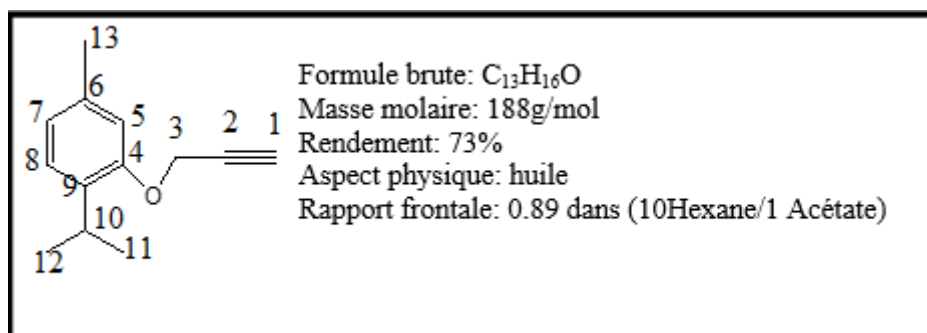 13
6
7
5
3
2
1
8
4
9
O
10
12
11
Formule brute: C₁₃H₁₆O
Masse molaire: 188g/mol
Rendement: 73%
Aspect physique: huile
Rapport frontale: 0.89 dans (10Hexane/1 Acétate)